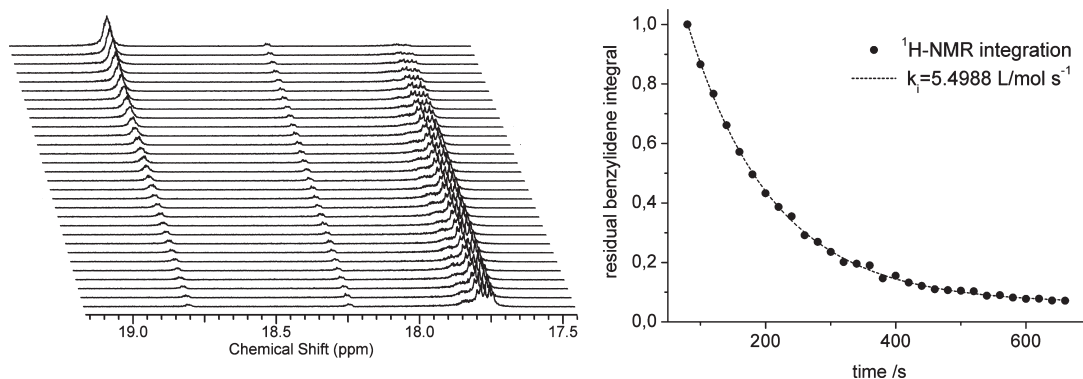 19.0 18.5 18.0 17.5
Chemical Shift (ppm)
1,0
0,8
0,6
0,4
0,2
0,0
residual benzylidene integral
¹H-NMR integration
kᵢ=5.4988 L/mol s⁻¹
200 400 600
time /s